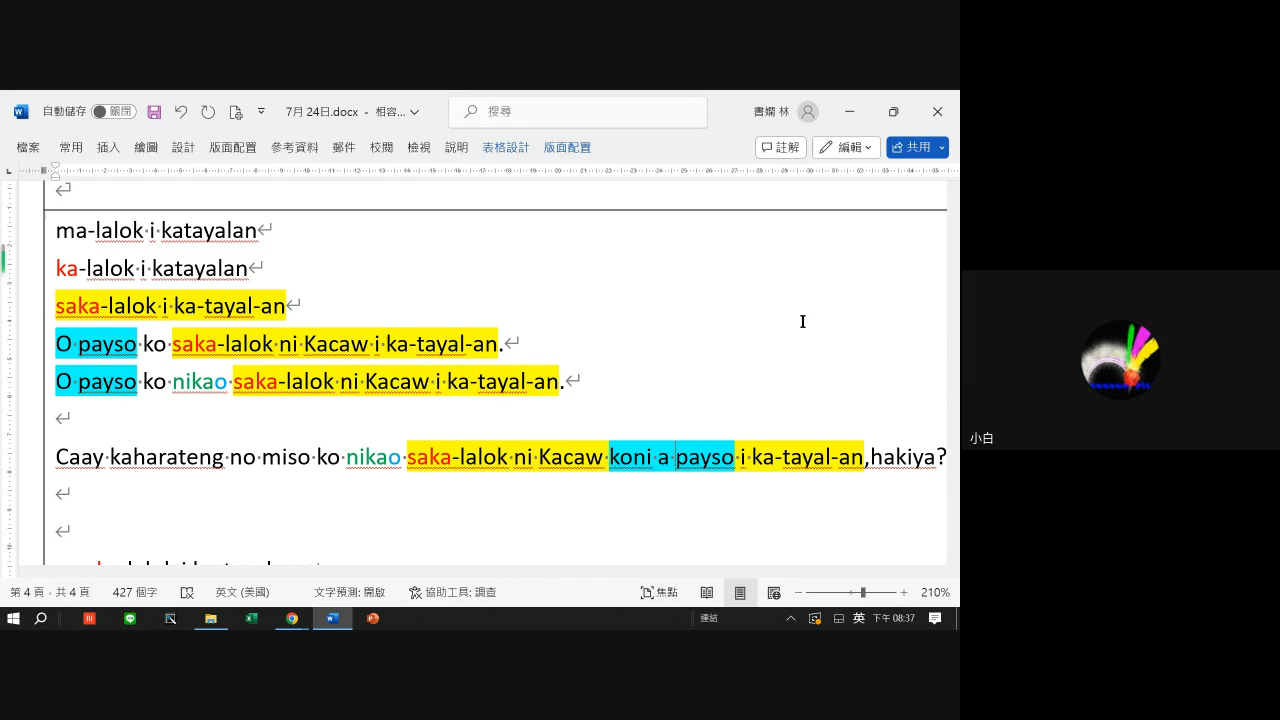 自動儲存 關閉 7月 24日.docx - 相容... 搜尋 書嫻 林
檔案 常用 插入 繪圖 設計 版面配置 參考資料 郵件 校閱 檢視 說明 表格設計 版面配置 註解 編輯 共用
ma-lalok i katayalan
ka-lalok i katayalan
saka-lalok i ka-tayal-an
O payso ko saka-lalok ni Kacaw i ka-tayal-an.
O payso ko nikao saka-lalok ni Kacaw i ka-tayal-an.
Caay kaharateng no miso ko nikao saka-lalok ni Kacaw koni a payso i ka-tayal-an,hakiya?
小白
第 4 頁，共 4 頁 427 個字 英文 (美國) 文字預測: 開啟 協助工具: 調查 焦點 210%
連結 英 下午 08:37